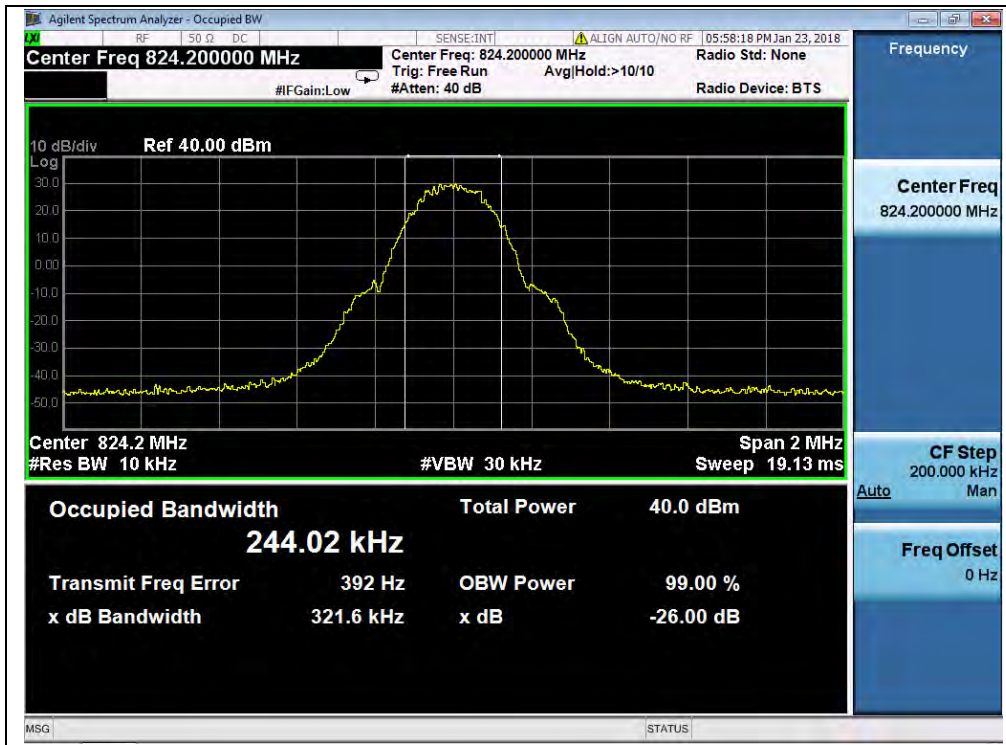 Agilent Spectrum Analyzer - Occupied BW
LXI RF 50 Ω DC SENSE:INT ALIGN AUTO/NO RF 05:58:18 PM Jan 23, 2018
Center Freq 824.200000 MHz
Center Freq: 824.200000 MHz Radio Std: None
Trig: Free Run Avg|Hold:>10/10
#IFGain:Low #Atten: 40 dB Radio Device: BTS
10 dB/div Ref 40.00 dBm
Log
30.0
20.0
10.0
0.00
-10.0
-20.0
-30.0
-40.0
-50.0
Center 824.2 MHz Span 2 MHz
#Res BW 10 kHz #VBW 30 kHz Sweep 19.13 ms
Occupied Bandwidth Total Power 40.0 dBm
244.02 kHz
Transmit Freq Error 392 Hz OBW Power 99.00 %
x dB Bandwidth 321.6 kHz x dB -26.00 dB
MSG STATUS
Frequency
Center Freq
824.200000 MHz
CF Step
200.000 kHz
Auto Man
Freq Offset
0 Hz